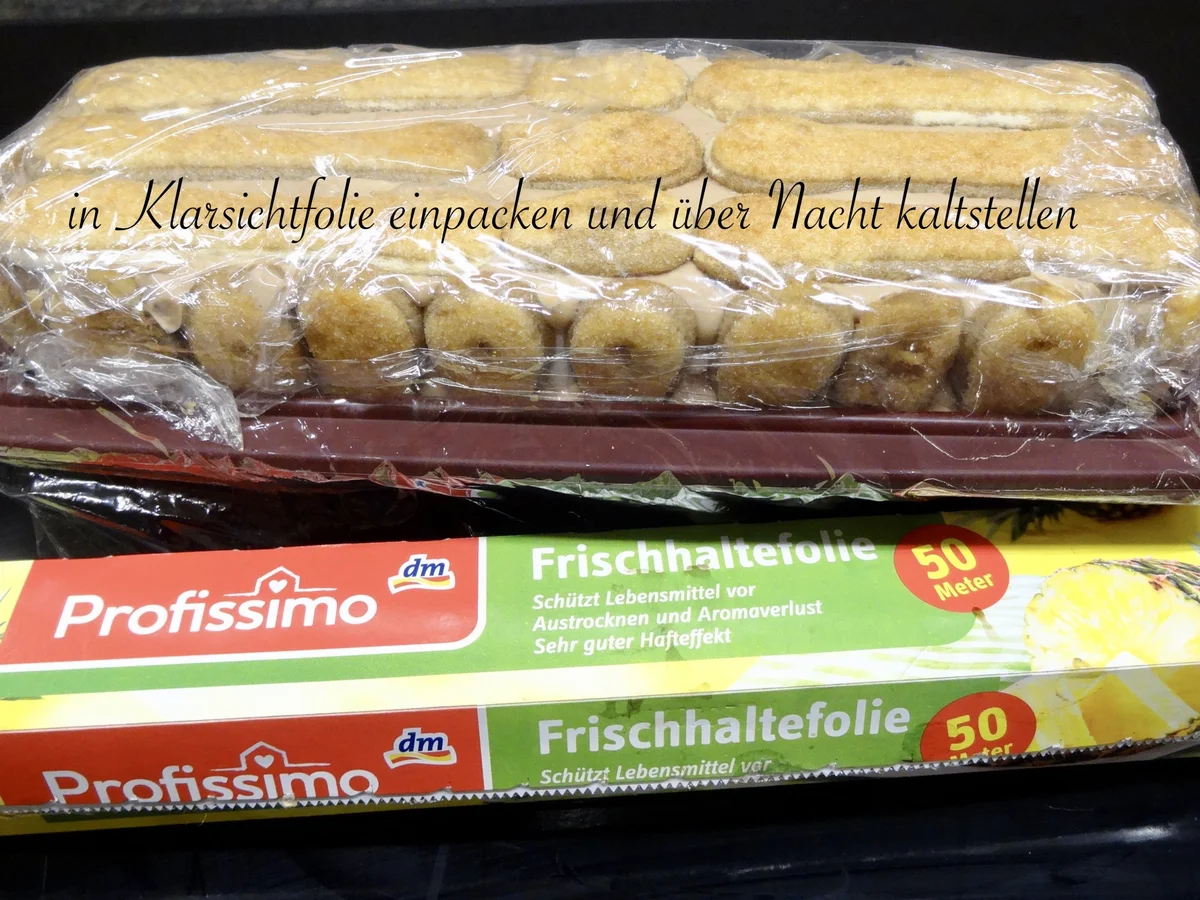 in Klarsichtfolie einpacken und über Nacht kaltstellen
Profissimo
dm
Frischhaltefolie
Schützt Lebensmittel vor
Austrocknen und Aromaverlust
Sehr guter Hafteffekt
50
Meter
Profissimo
dm
Frischhaltefolie
Schützt Lebensmittel vor
50
Meter